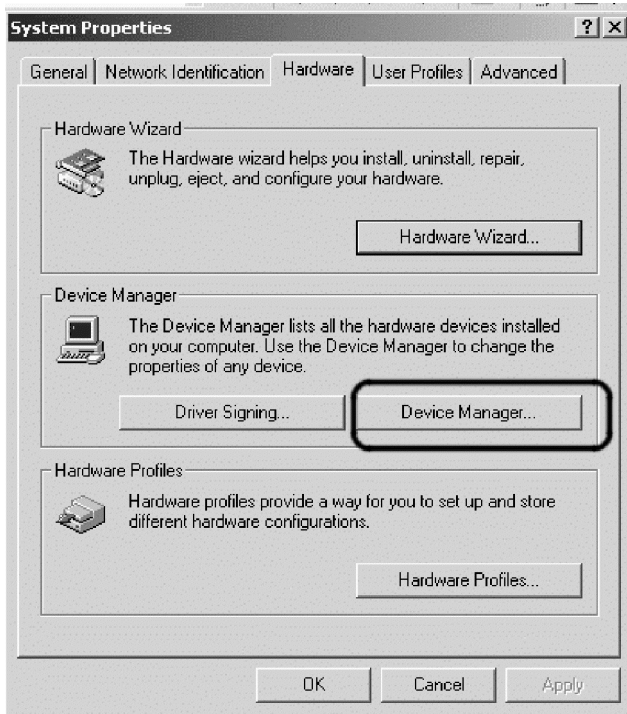 System Properties
? X
General Network Identification Hardware User Profiles Advanced
Hardware Wizard
The Hardware wizard helps you install, uninstall, repair,
unplug, eject, and configure your hardware.
Hardware Wizard...
Device Manager
The Device Manager lists all the hardware devices installed
on your computer. Use the Device Manager to change the
properties of any device.
Driver Signing... Device Manager...
Hardware Profiles
Hardware profiles provide a way for you to set up and store
different hardware configurations.
Hardware Profiles...
OK Cancel Apply